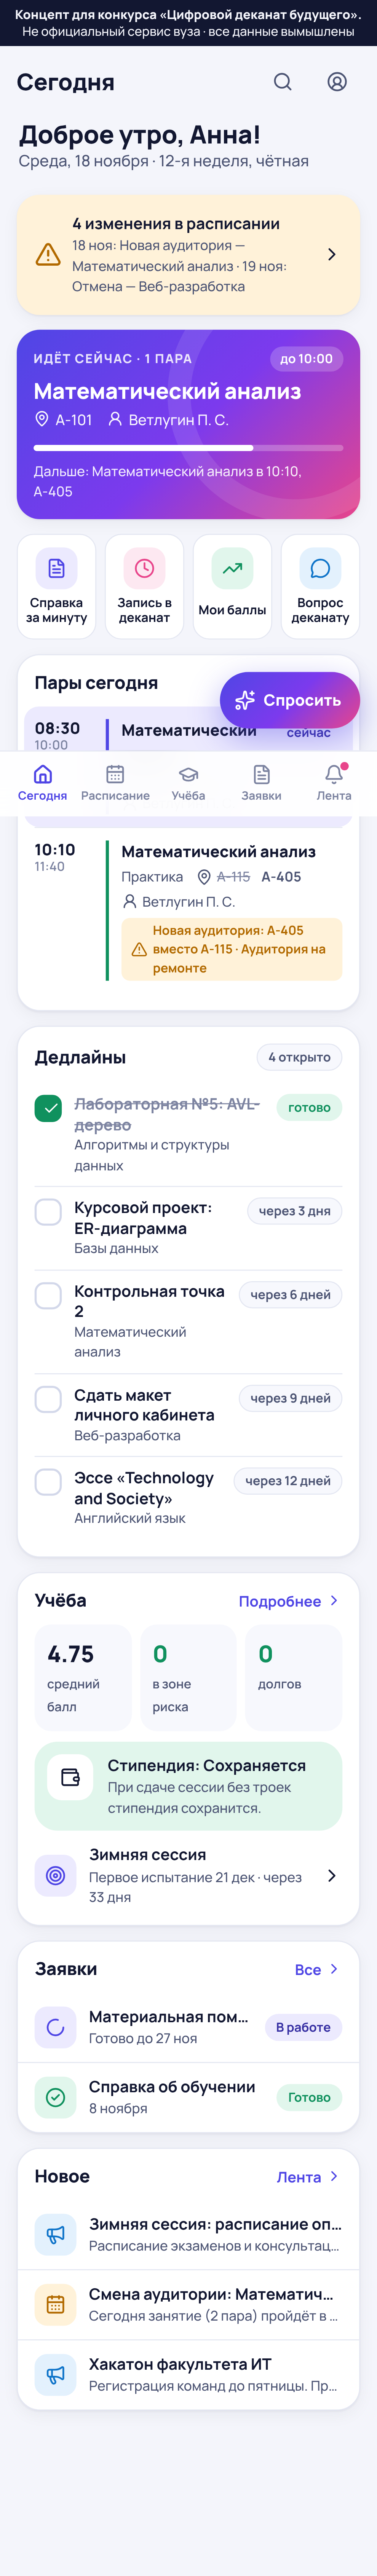 Концепт для конкурса «Цифровой деканат будущего».
Не официальный сервис вуза · все данные вымышлены
Сегодня
Доброе утро, Анна!
Среда, 18 ноября · 12-я неделя, чётная
4 изменения в расписании
18 ноя: Новая аудитория —
Математический анализ · 19 ноя:
Отмена — Веб-разработка
ИДЁТ СЕЙЧАС · 1 ПАРА
до 10:00
Математический анализ
А-101
Ветлугин П. С.
Дальше: Математический анализ в 10:10,
А-405
Справка
за минуту
Запись в
деканат
Мои баллы
Вопрос
деканату
Пары сегодня
Спросить
08:30
10:00
Математический
сейчас
Сегодня
Расписание
Учёба
Заявки
Лента
10:10
11:40
Математический анализ
Практика
А-115
А-405
Ветлугин П. С.
Новая аудитория: А-405
вместо А-115 · Аудитория на
ремонте
Дедлайны
4 открыто
Лабораторная №5: AVL-
дерево
готово
Алгоритмы и структуры
данных
Курсовой проект:
ER-диаграмма
через 3 дня
Базы данных
Контрольная точка
2
через 6 дней
Математический
анализ
Сдать макет
личного кабинета
через 9 дней
Веб-разработка
Эссе «Technology
and Society»
через 12 дней
Английский язык
Учёба
Подробнее
4.75
средний
балл
0
в зоне
риска
0
долгов
Стипендия: Сохраняется
При сдаче сессии без троек
стипендия сохранится.
Зимняя сессия
Первое испытание 21 дек · через
33 дня
Заявки
Все
Материальная пом…
Готово до 27 ноя
В работе
Справка об обучении
8 ноября
Готово
Новое
Лента
Зимняя сессия: расписание оп…
Расписание экзаменов и консультац…
Смена аудитории: Математич…
Сегодня занятие (2 пара) пройдёт в …
Хакатон факультета ИТ
Регистрация команд до пятницы. Пр…